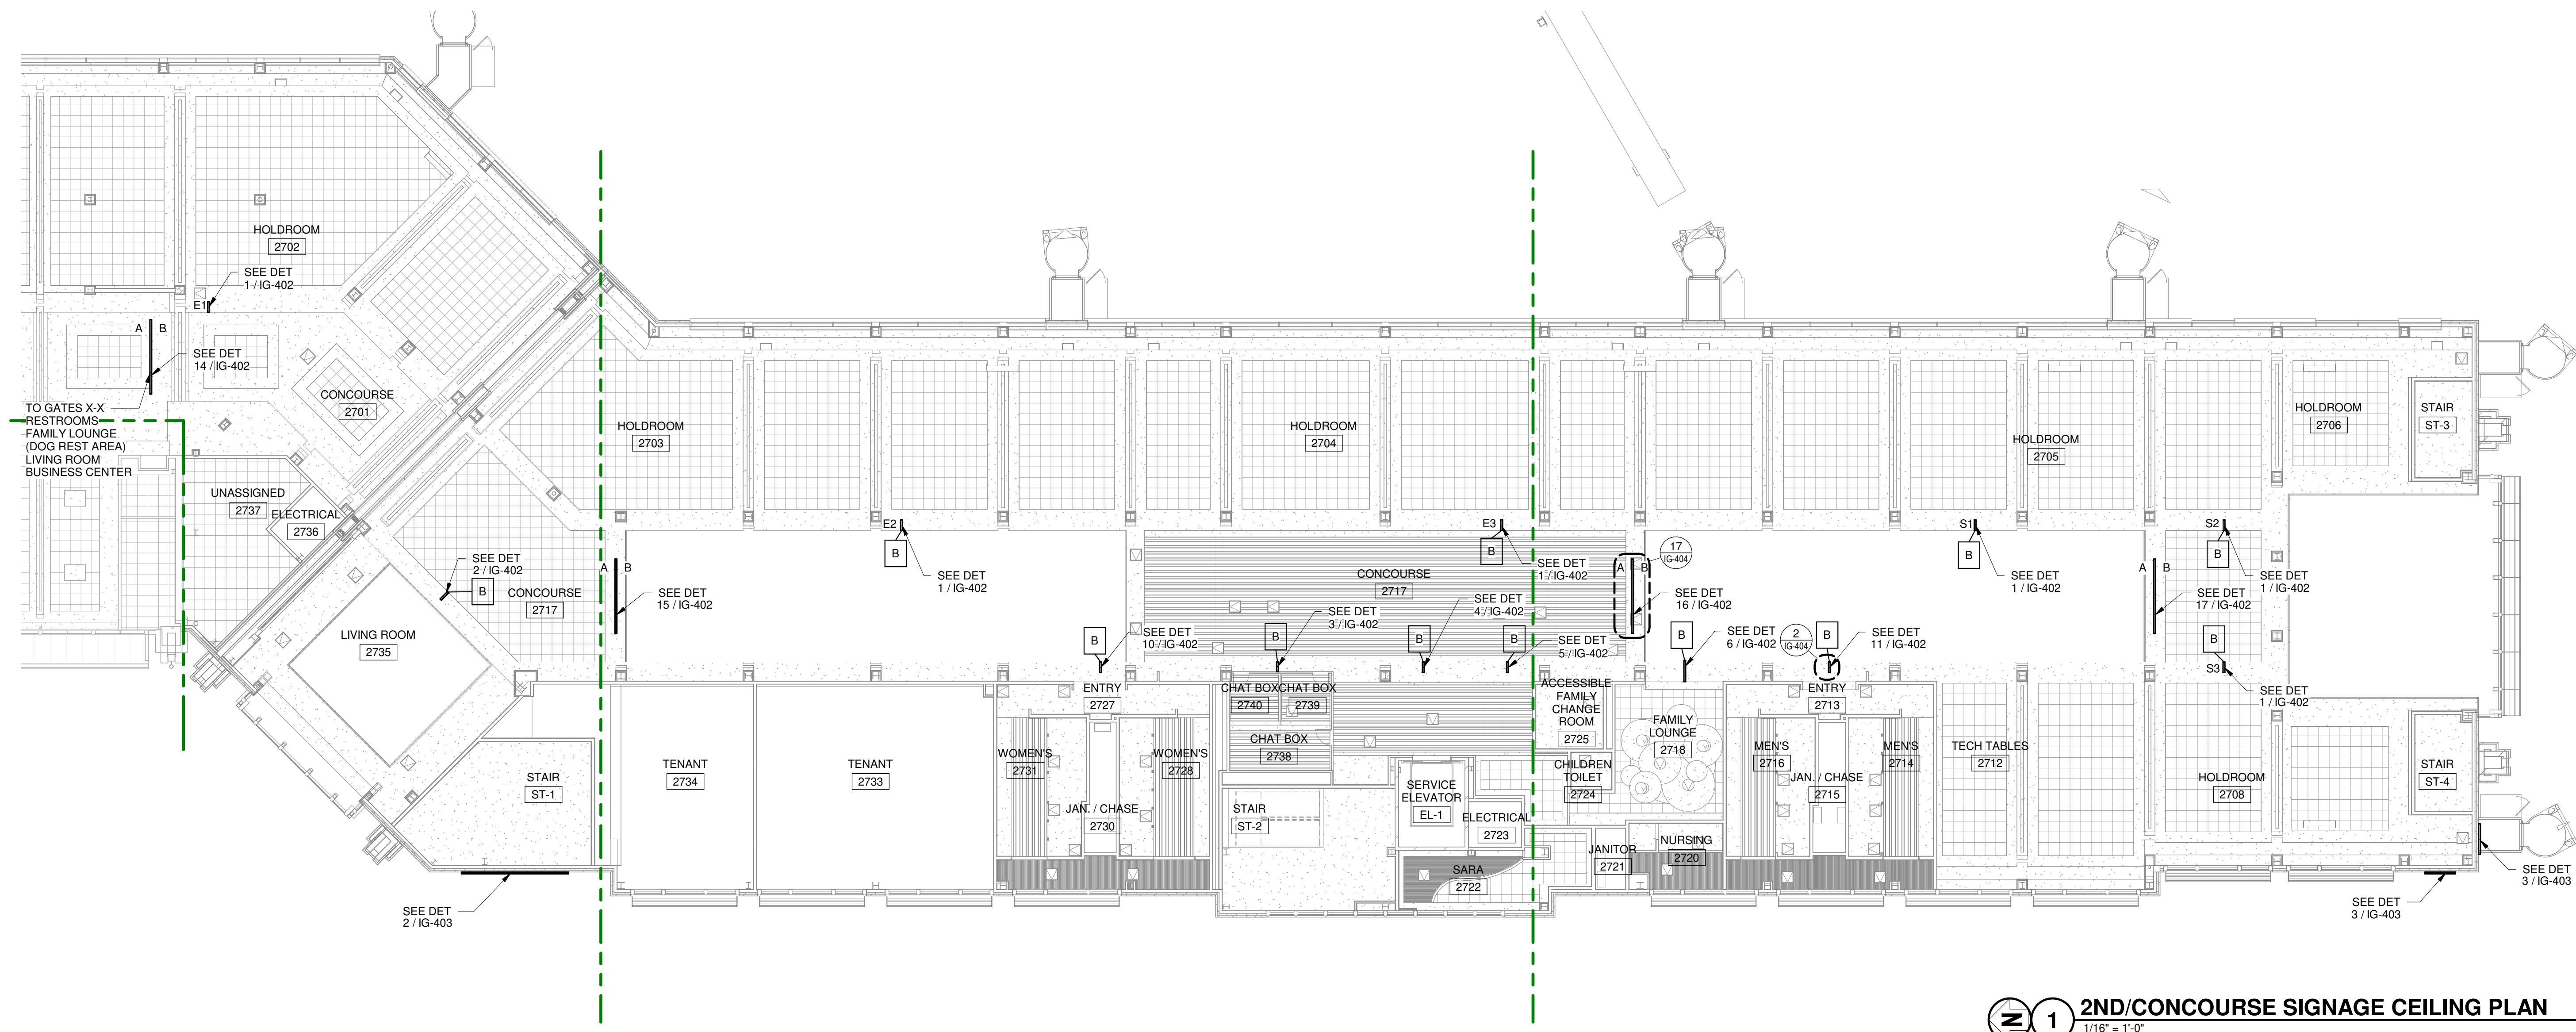 HOLDROOM
2702
SEE DET
1 / IG-402
E1
A
B
SEE DET
14 / IG-402
TO GATES X-X
RESTROOMS
FAMILY LOUNGE
(DOG REST AREA)
LIVING ROOM
BUSINESS CENTER
CONCOURSE
2701
UNASSIGNED
2737
ELECTRICAL
2736
HOLDROOM
2703
HOLDROOM
2704
HOLDROOM
2705
HOLDROOM
2706
STAIR
ST-3
SEE DET
2 / IG-402
B
CONCOURSE
2717
A
B
SEE DET
15 / IG-402
LIVING ROOM
2735
E2
B
SEE DET
1 / IG-402
E3
B
SEE DET
1 / IG-402
CONCOURSE
2717
A
B
17
IG-404
SEE DET
16 / IG-402
S1
B
SEE DET
1 / IG-402
A
B
SEE DET
17 / IG-402
S2
B
SEE DET
1 / IG-402
B
SEE DET
10 / IG-402
B
SEE DET
3 / IG-402
B
SEE DET
4 / IG-402
B
SEE DET
5 / IG-402
B
SEE DET
6 / IG-402
2
IG-404
B
SEE DET
11 / IG-402
B
S3
SEE DET
1 / IG-402
STAIR
ST-1
TENANT
2734
TENANT
2733
ENTRY
2727
WOMEN'S
2731
WOMEN'S
2728
JAN. / CHASE
2730
CHAT BOX
2740
CHAT BOX
2739
CHAT BOX
2738
STAIR
ST-2
SERVICE
ELEVATOR
EL-1
ELECTRICAL
2723
SARA
2722
ACCESSIBLE
FAMILY
CHANGE
ROOM
2725
CHILDREN
TOILET
2724
FAMILY
LOUNGE
2718
JANITOR
2721
NURSING
2720
ENTRY
2713
MEN'S
2716
MEN'S
2714
JAN. / CHASE
2715
TECH TABLES
2712
HOLDROOM
2708
STAIR
ST-4
SEE DET
2 / IG-403
SEE DET
3 / IG-403
SEE DET
3 / IG-403
N
1
2ND/CONCOURSE SIGNAGE CEILING PLAN
1/16" = 1'-0"